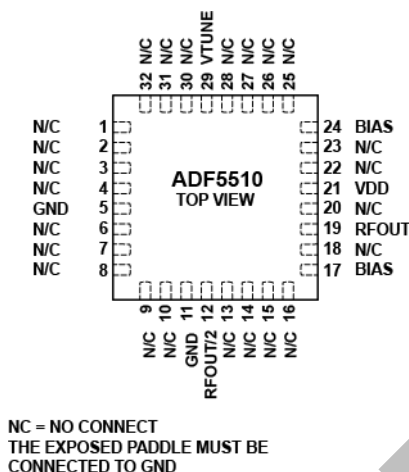 32 N/C
31 N/C
30 N/C
29 VTUNE
28 N/C
27 N/C
26 N/C
25 N/C
N/C 1
N/C 2
N/C 3
N/C 4
GND 5
N/C 6
N/C 7
N/C 8
ADF5510
TOP VIEW
24 BIAS
23 N/C
22 N/C
21 VDD
20 N/C
19 RFOUT
18 N/C
17 BIAS
N/C 9
N/C 10
GND 11
RFOUT/2 12
N/C 13
N/C 14
N/C 15
N/C 16
NC = NO CONNECT
THE EXPOSED PADDLE MUST BE
CONNECTED TO GND